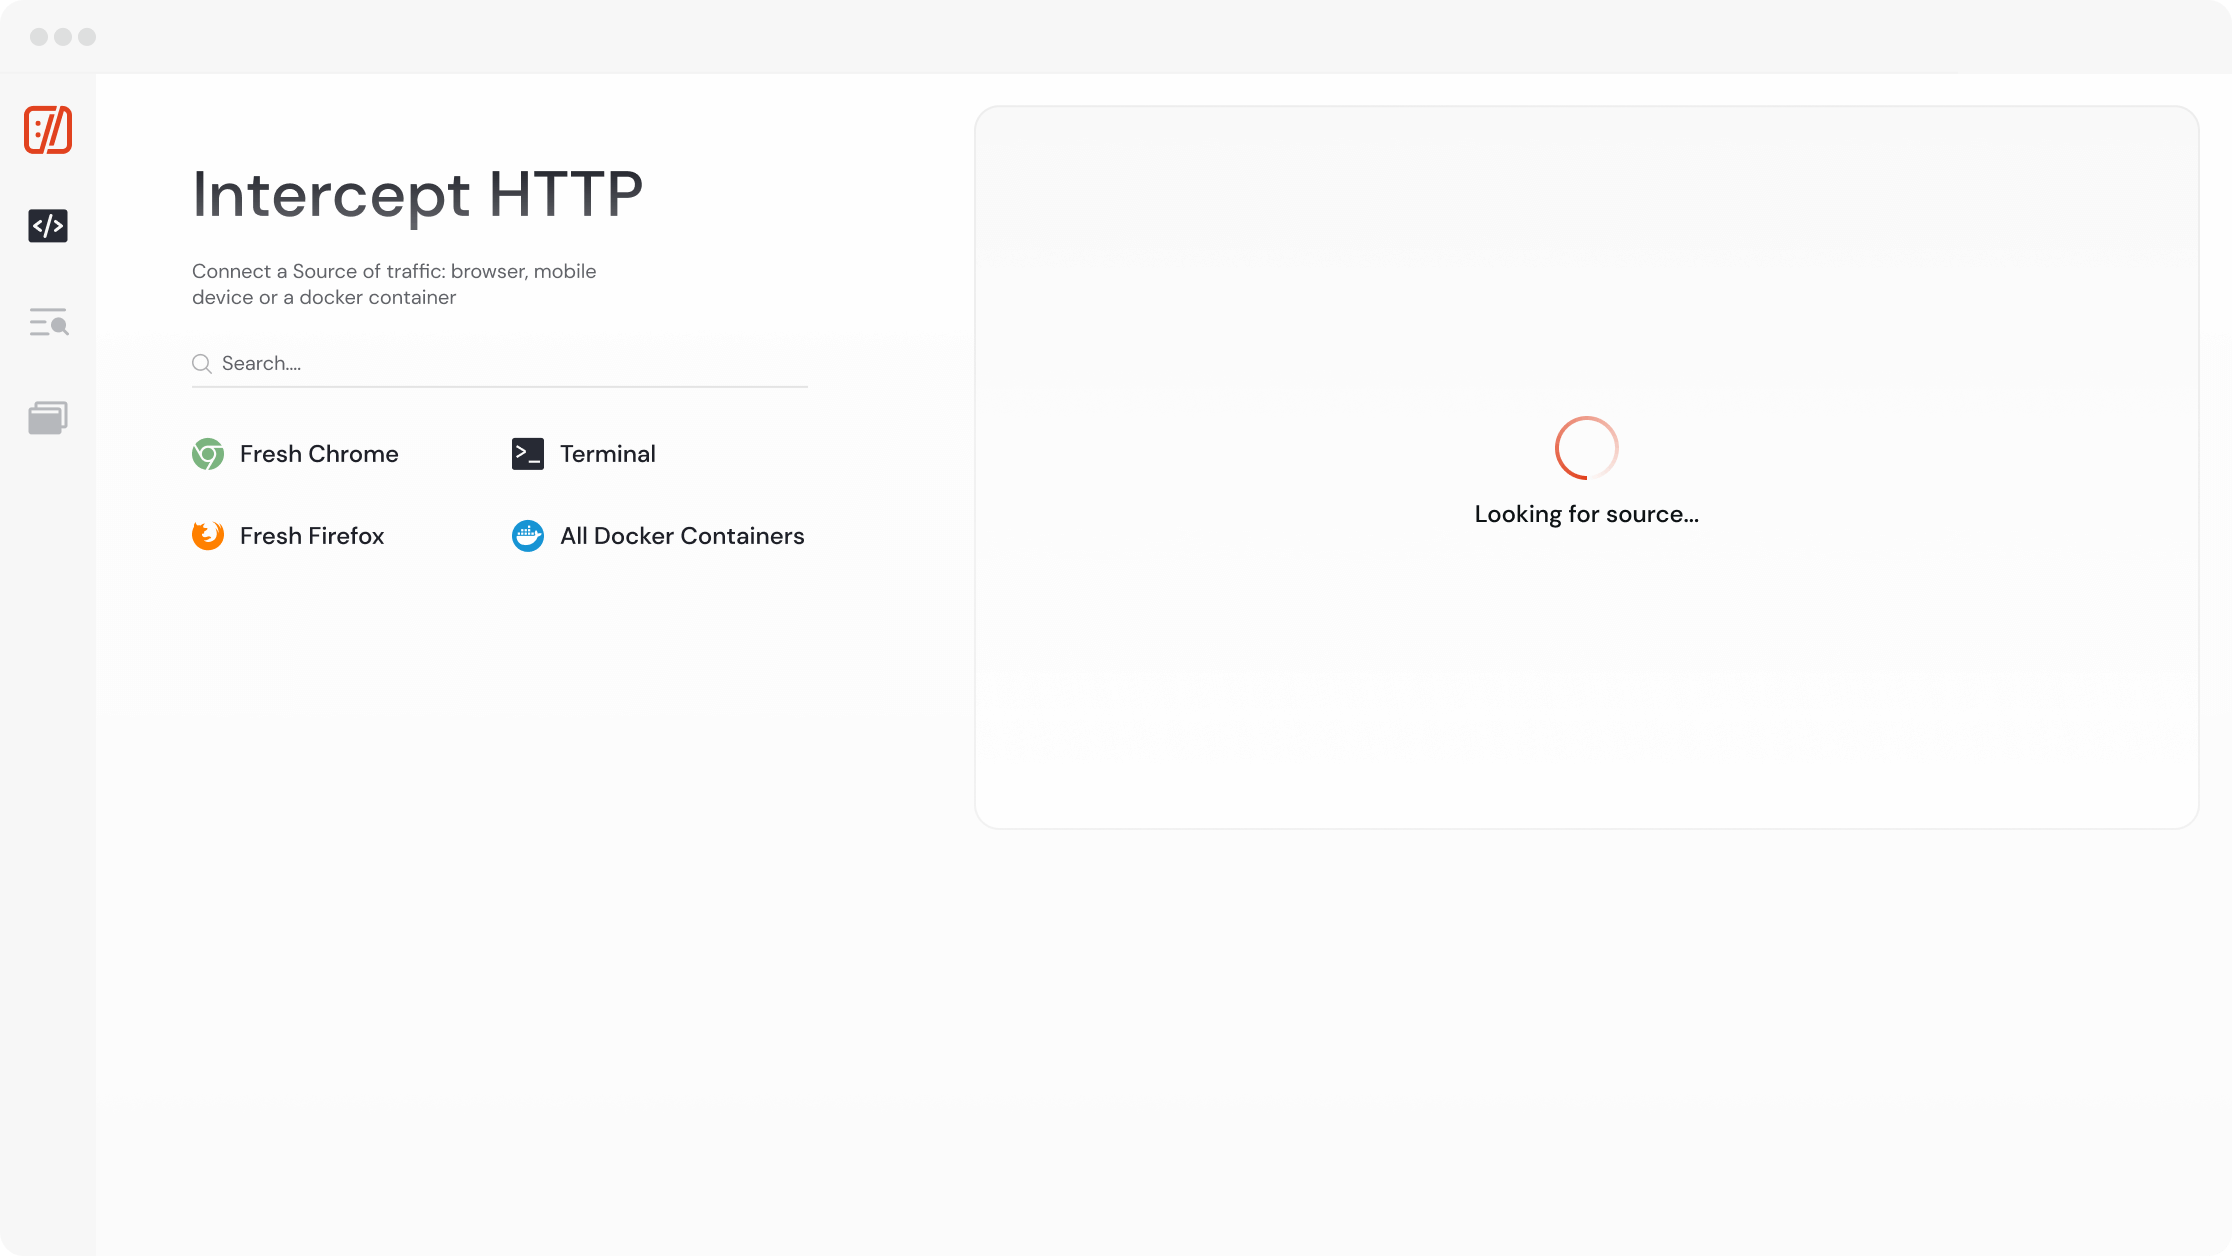 Intercept HTTP
Connect a Source of traffic: browser, mobile
device or a docker container
Search....
Fresh Chrome
Terminal
Fresh Firefox
All Docker Containers
Looking for source...